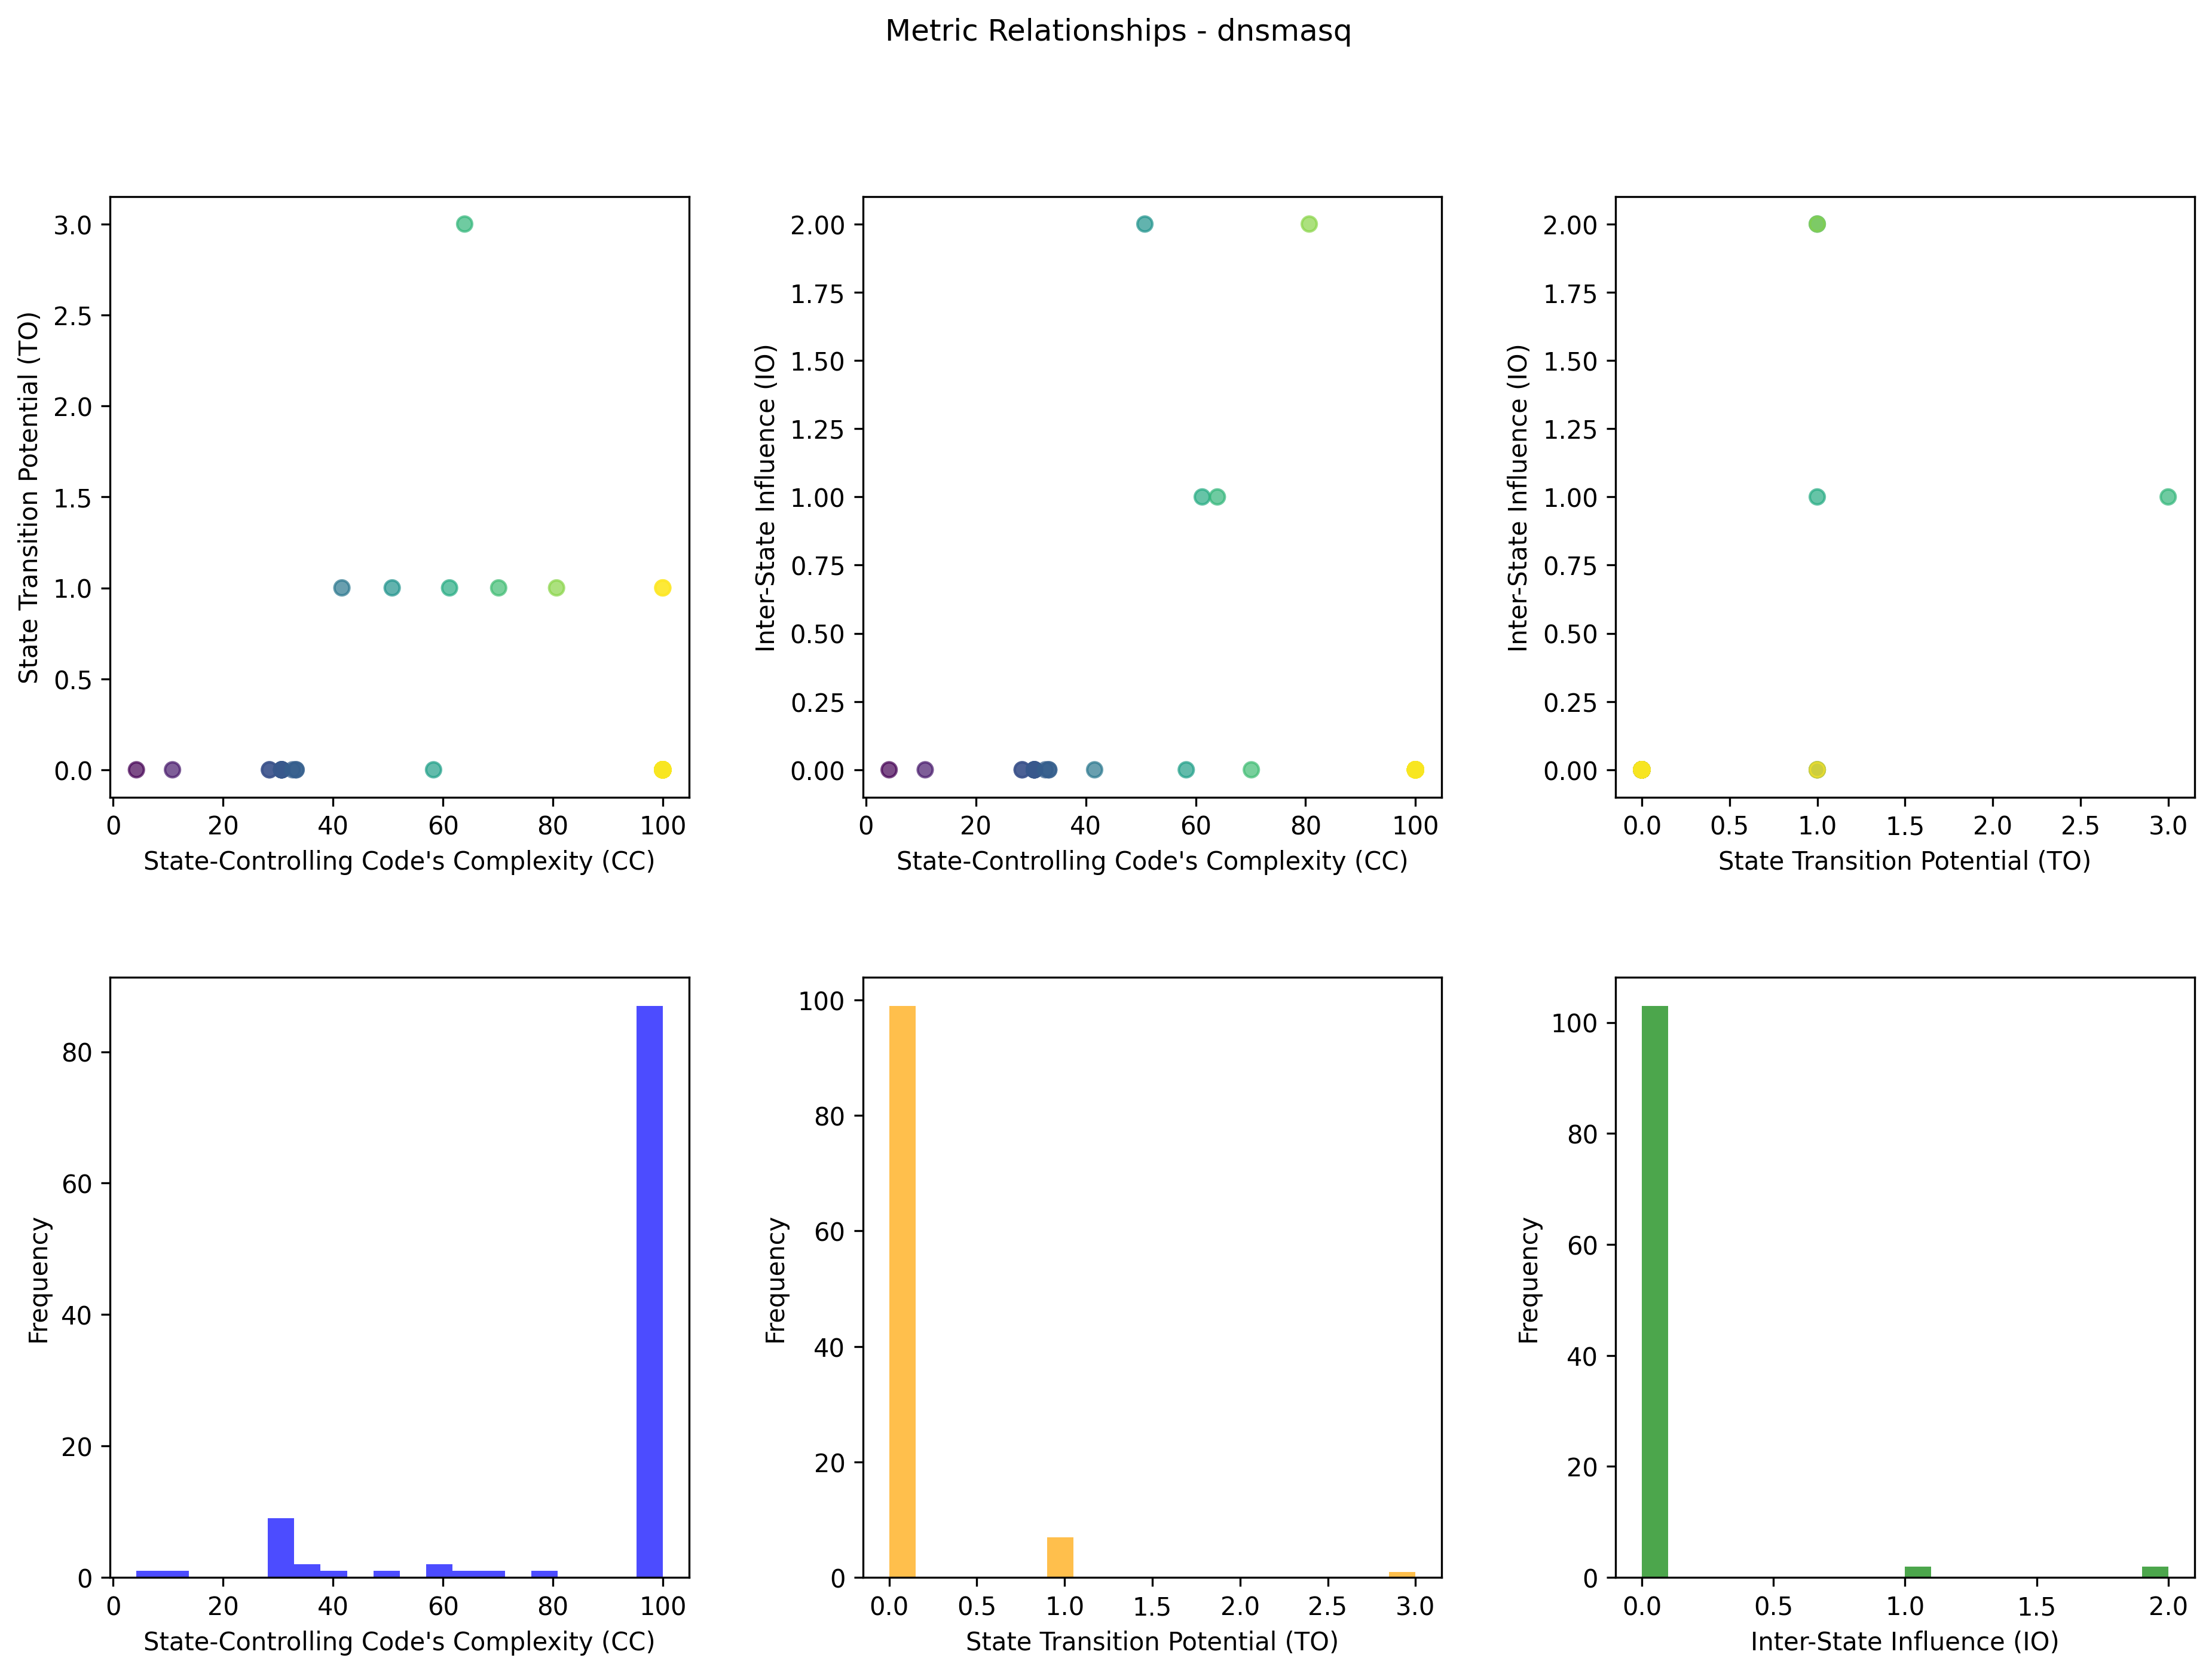 Metric Relationships - dnsmasq
State Transition Potential (TO)
3.0
2.5
2.0
1.5
1.0
0.5
0.0
0 20 40 60 80 100
State-Controlling Code's Complexity (CC)
Inter-State Influence (IO)
2.00
1.75
1.50
1.25
1.00
0.75
0.50
0.25
0.00
0 20 40 60 80 100
State-Controlling Code's Complexity (CC)
Inter-State Influence (IO)
2.00
1.75
1.50
1.25
1.00
0.75
0.50
0.25
0.00
0.0 0.5 1.0 1.5 2.0 2.5 3.0
State Transition Potential (TO)
Frequency
80
60
40
20
0
0 20 40 60 80 100
State-Controlling Code's Complexity (CC)
Frequency
100
80
60
40
20
0
0.0 0.5 1.0 1.5 2.0 2.5 3.0
State Transition Potential (TO)
Frequency
100
80
60
40
20
0
0.0 0.5 1.0 1.5 2.0
Inter-State Influence (IO)